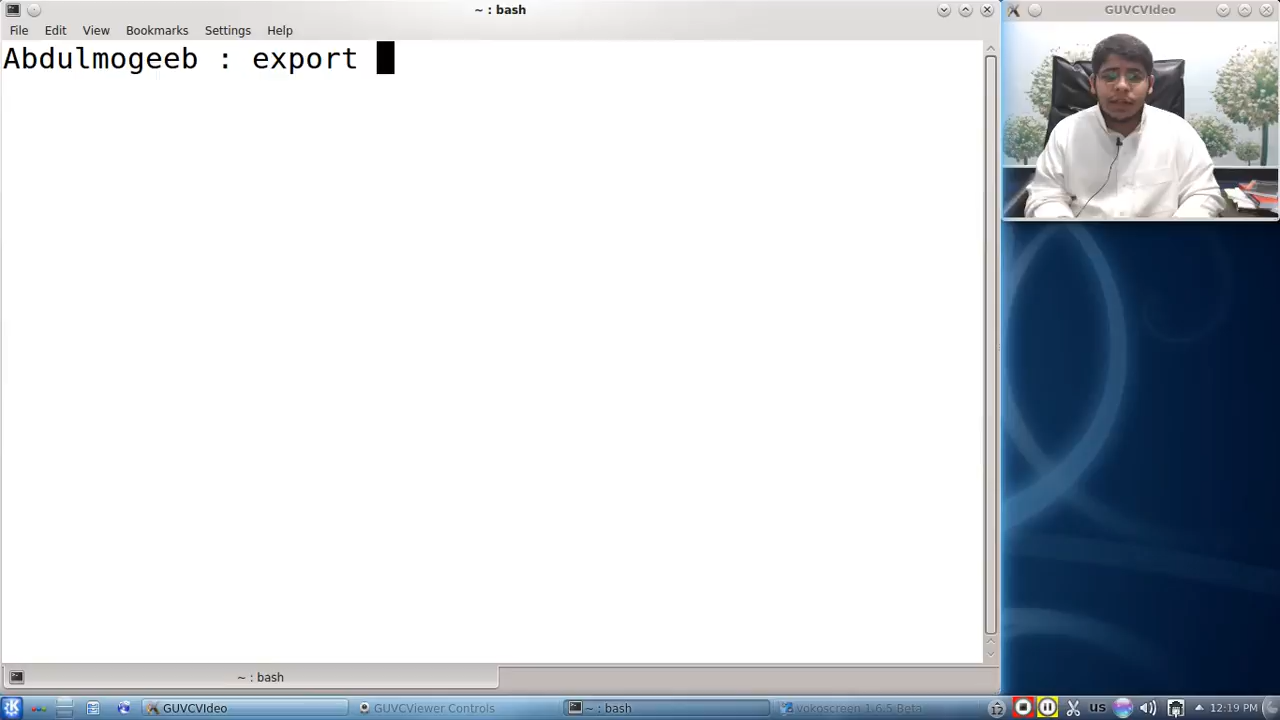 ~ : bash
GUVCVIdeo
File Edit View Bookmarks Settings Help
Abdulmogeeb : export
~ : bash
GUVCVIdeo
GUVCViewer Controls
~ : bash
vokoscreen 1.6.5 Beta
12
us
12:19 PM